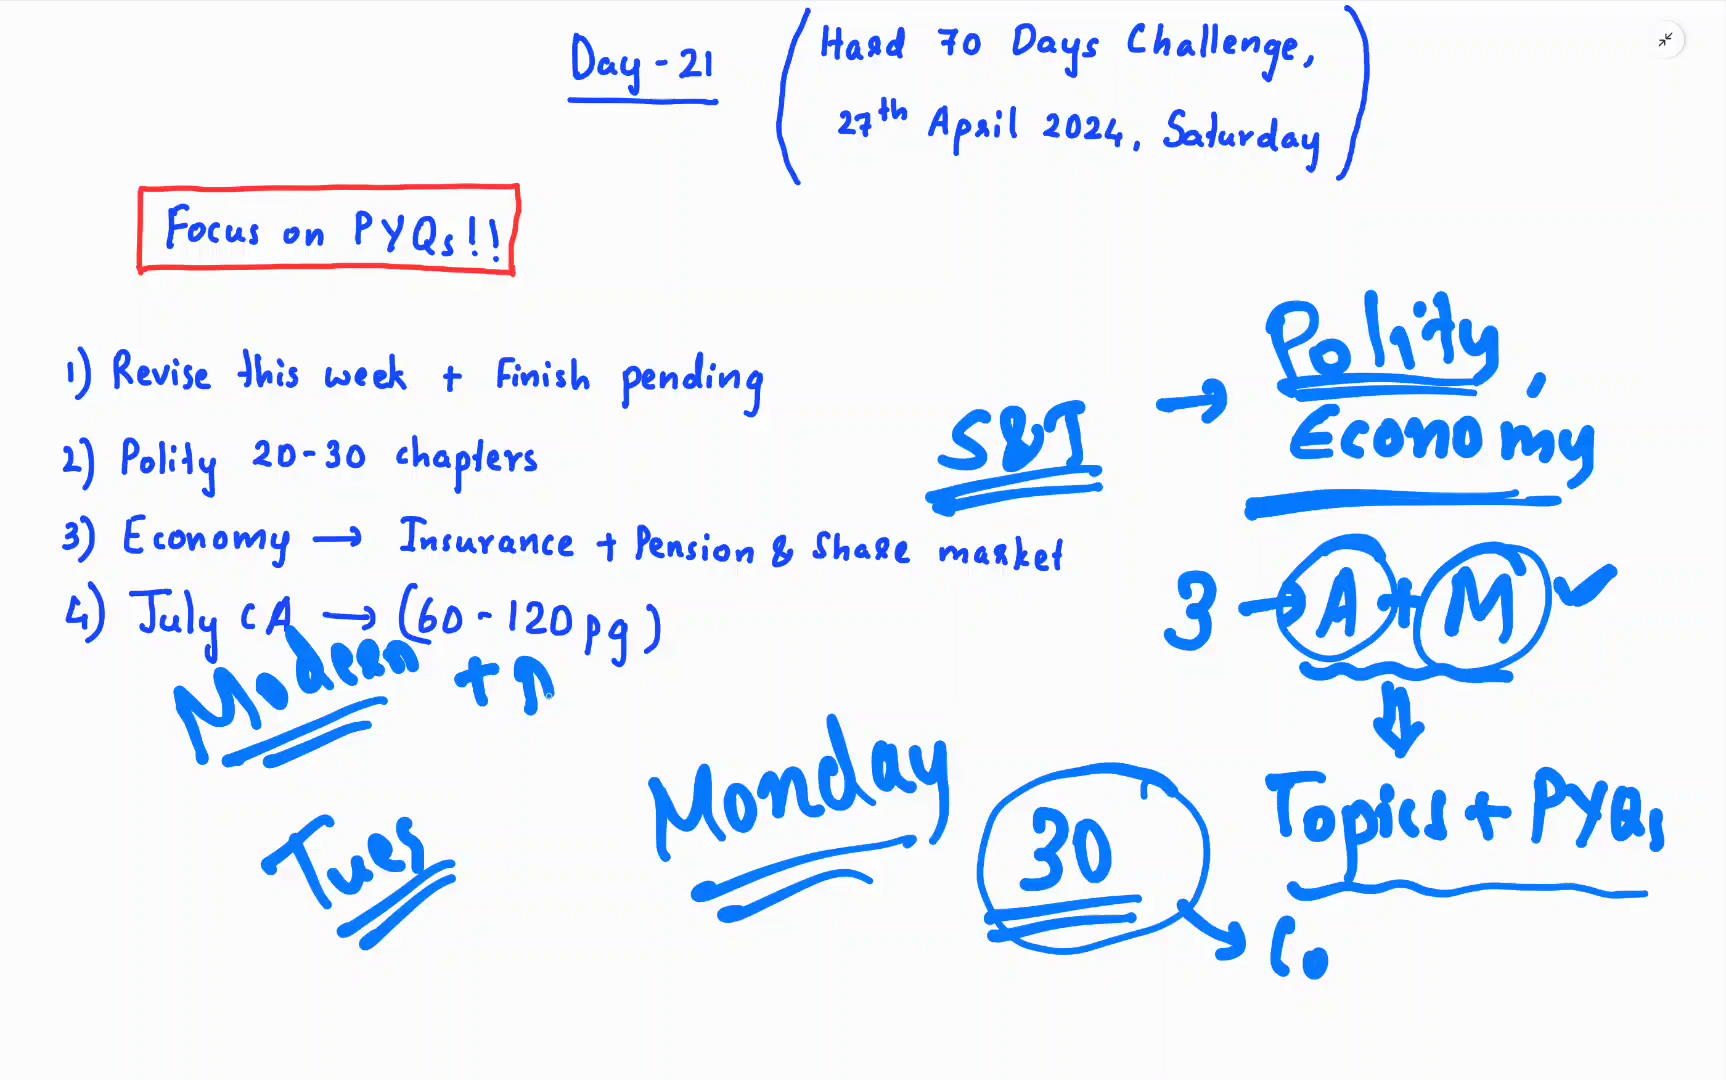 Day - 21
(Hard 70 Days Challenge,
27th April 2024, Saturday)
Focus on PYQs!!
1) Revise this week + Finish pending
2) Polity 20-30 chapters
3) Economy → Insurance + Pension & Share market
4) July CA → (60-120 pg)
S&T → Polity,
Economy
3 → A + M ✓
Modern +
Topics + PYQs
Monday
30
Tues
Co